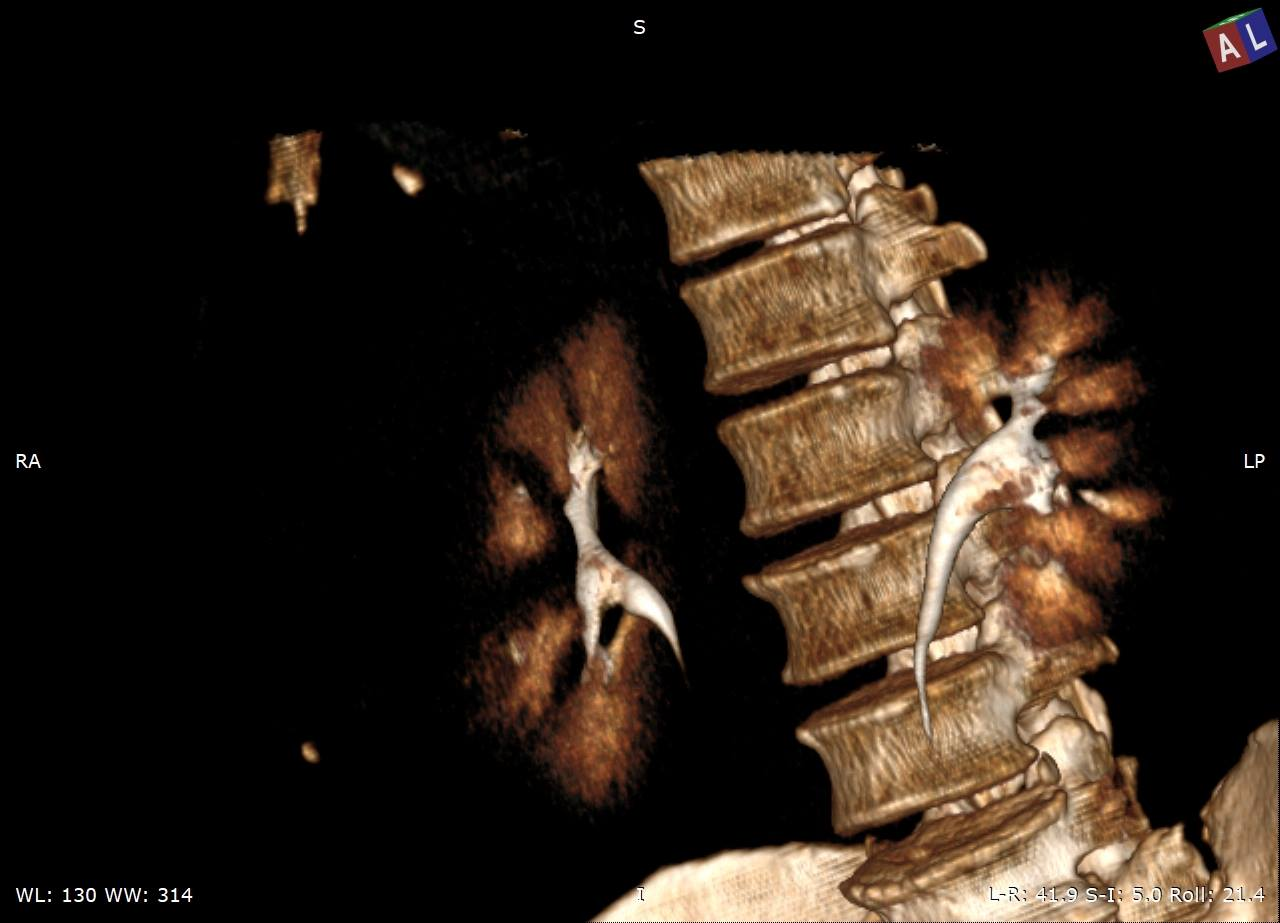 S
A L
RA
LP
WL: 130 WW: 314
I
L-R: 41.9 S-I: 5.0 Roll: 21.4